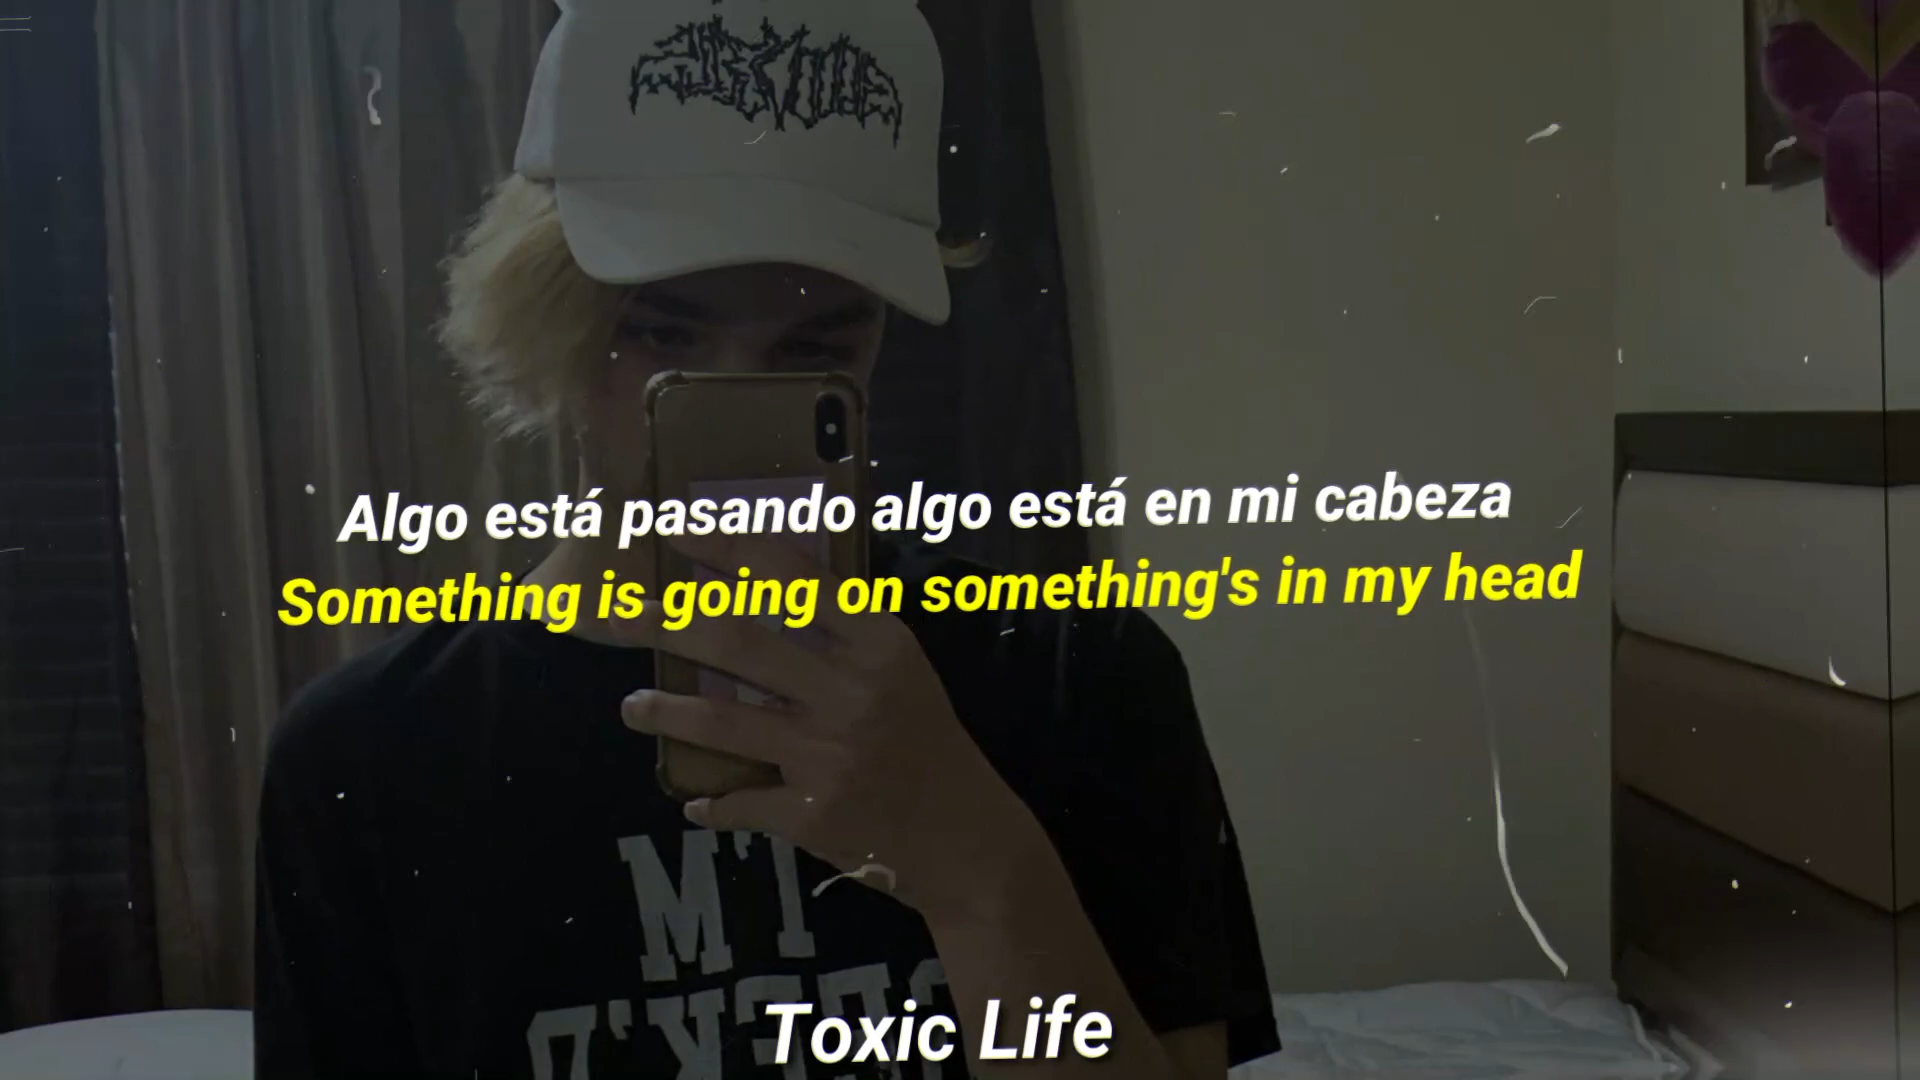 Algo está pasando algo está en mi cabeza
Something is going on something's in my head
Toxic Life